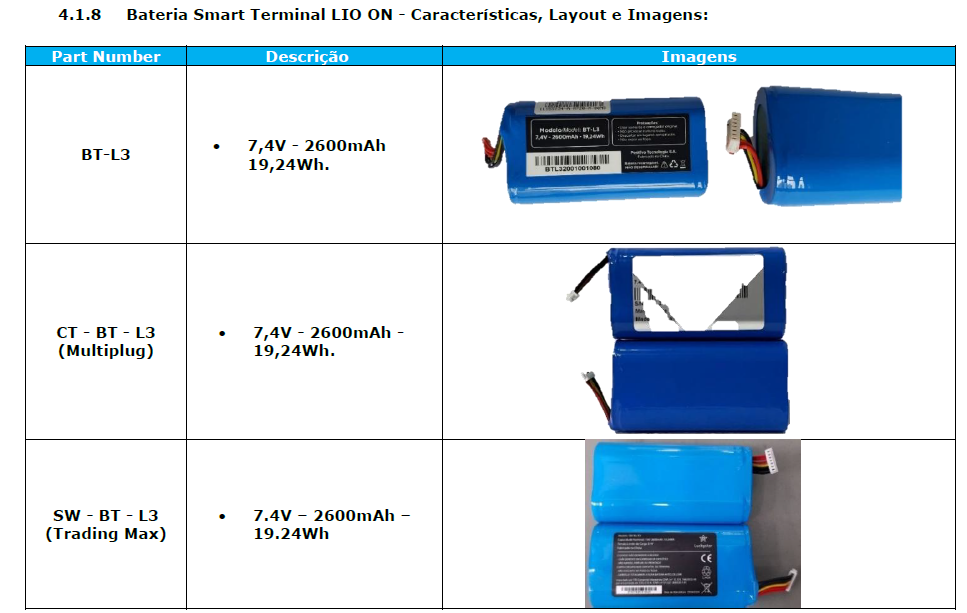 4.1.8 Bateria Smart Terminal LIO ON - Características, Layout e Imagens:
Part Number Descrição Imagens
BT-L3
• 7,4V - 2600mAh
19,24Wh.
Modelo/Model: BT-L3
7,4V - 2600mAh - 19,24Wh
BTL32001001080
Positivo Tecnologia S.A.
CT - BT - L3
(Multiplug)
• 7,4V - 2600mAh -
19,24Wh.
SW - BT - L3
(Trading Max)
• 7.4V – 2600mAh –
19.24Wh